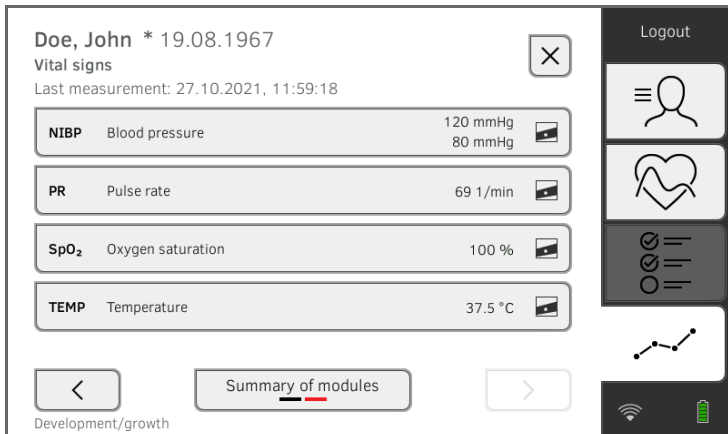 Doe, John * 19.08.1967
Vital signs
Last measurement: 27.10.2021, 11:59:18
NIBP Blood pressure 120 mmHg
80 mmHg
PR Pulse rate 69 1/min
SpO₂ Oxygen saturation 100 %
TEMP Temperature 37.5 °C
Summary of modules
Development/growth
Logout